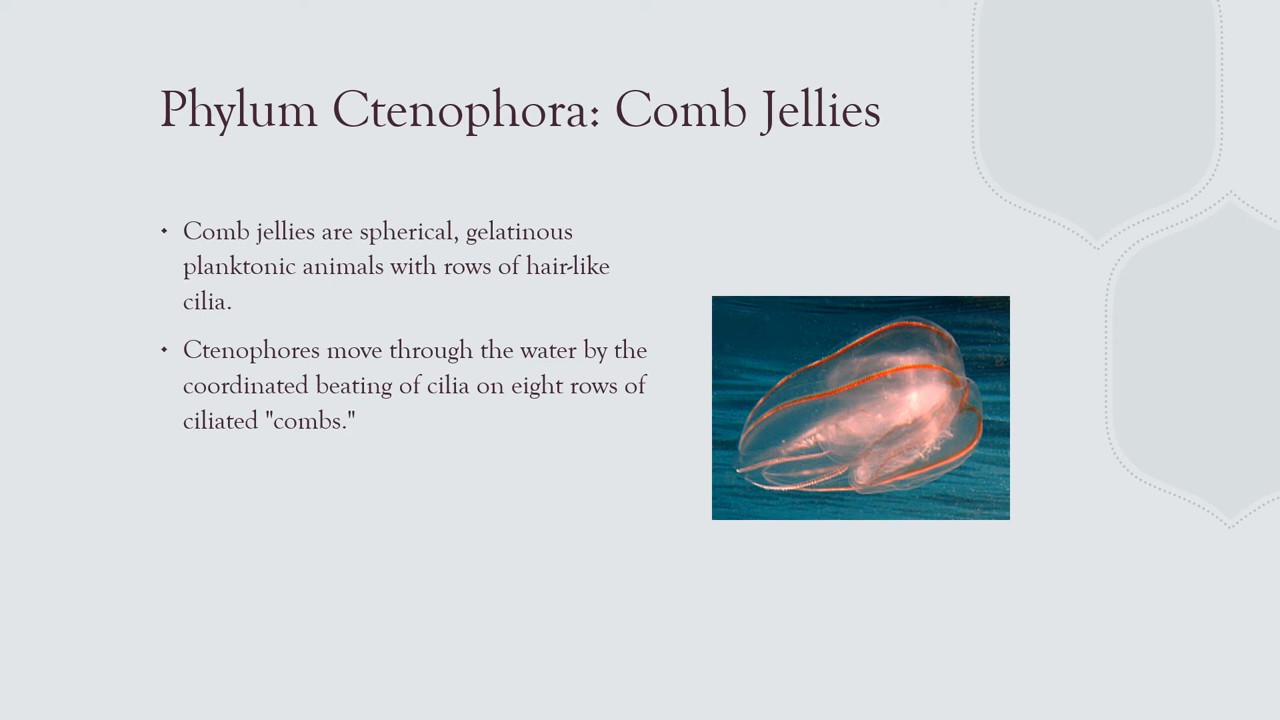 Phylum Ctenophora: Comb Jellies
Comb jellies are spherical, gelatinous
planktonic animals with rows of hair-like
cilia.
Ctenophores move through the water by the
coordinated beating of cilia on eight rows of
ciliated "combs."